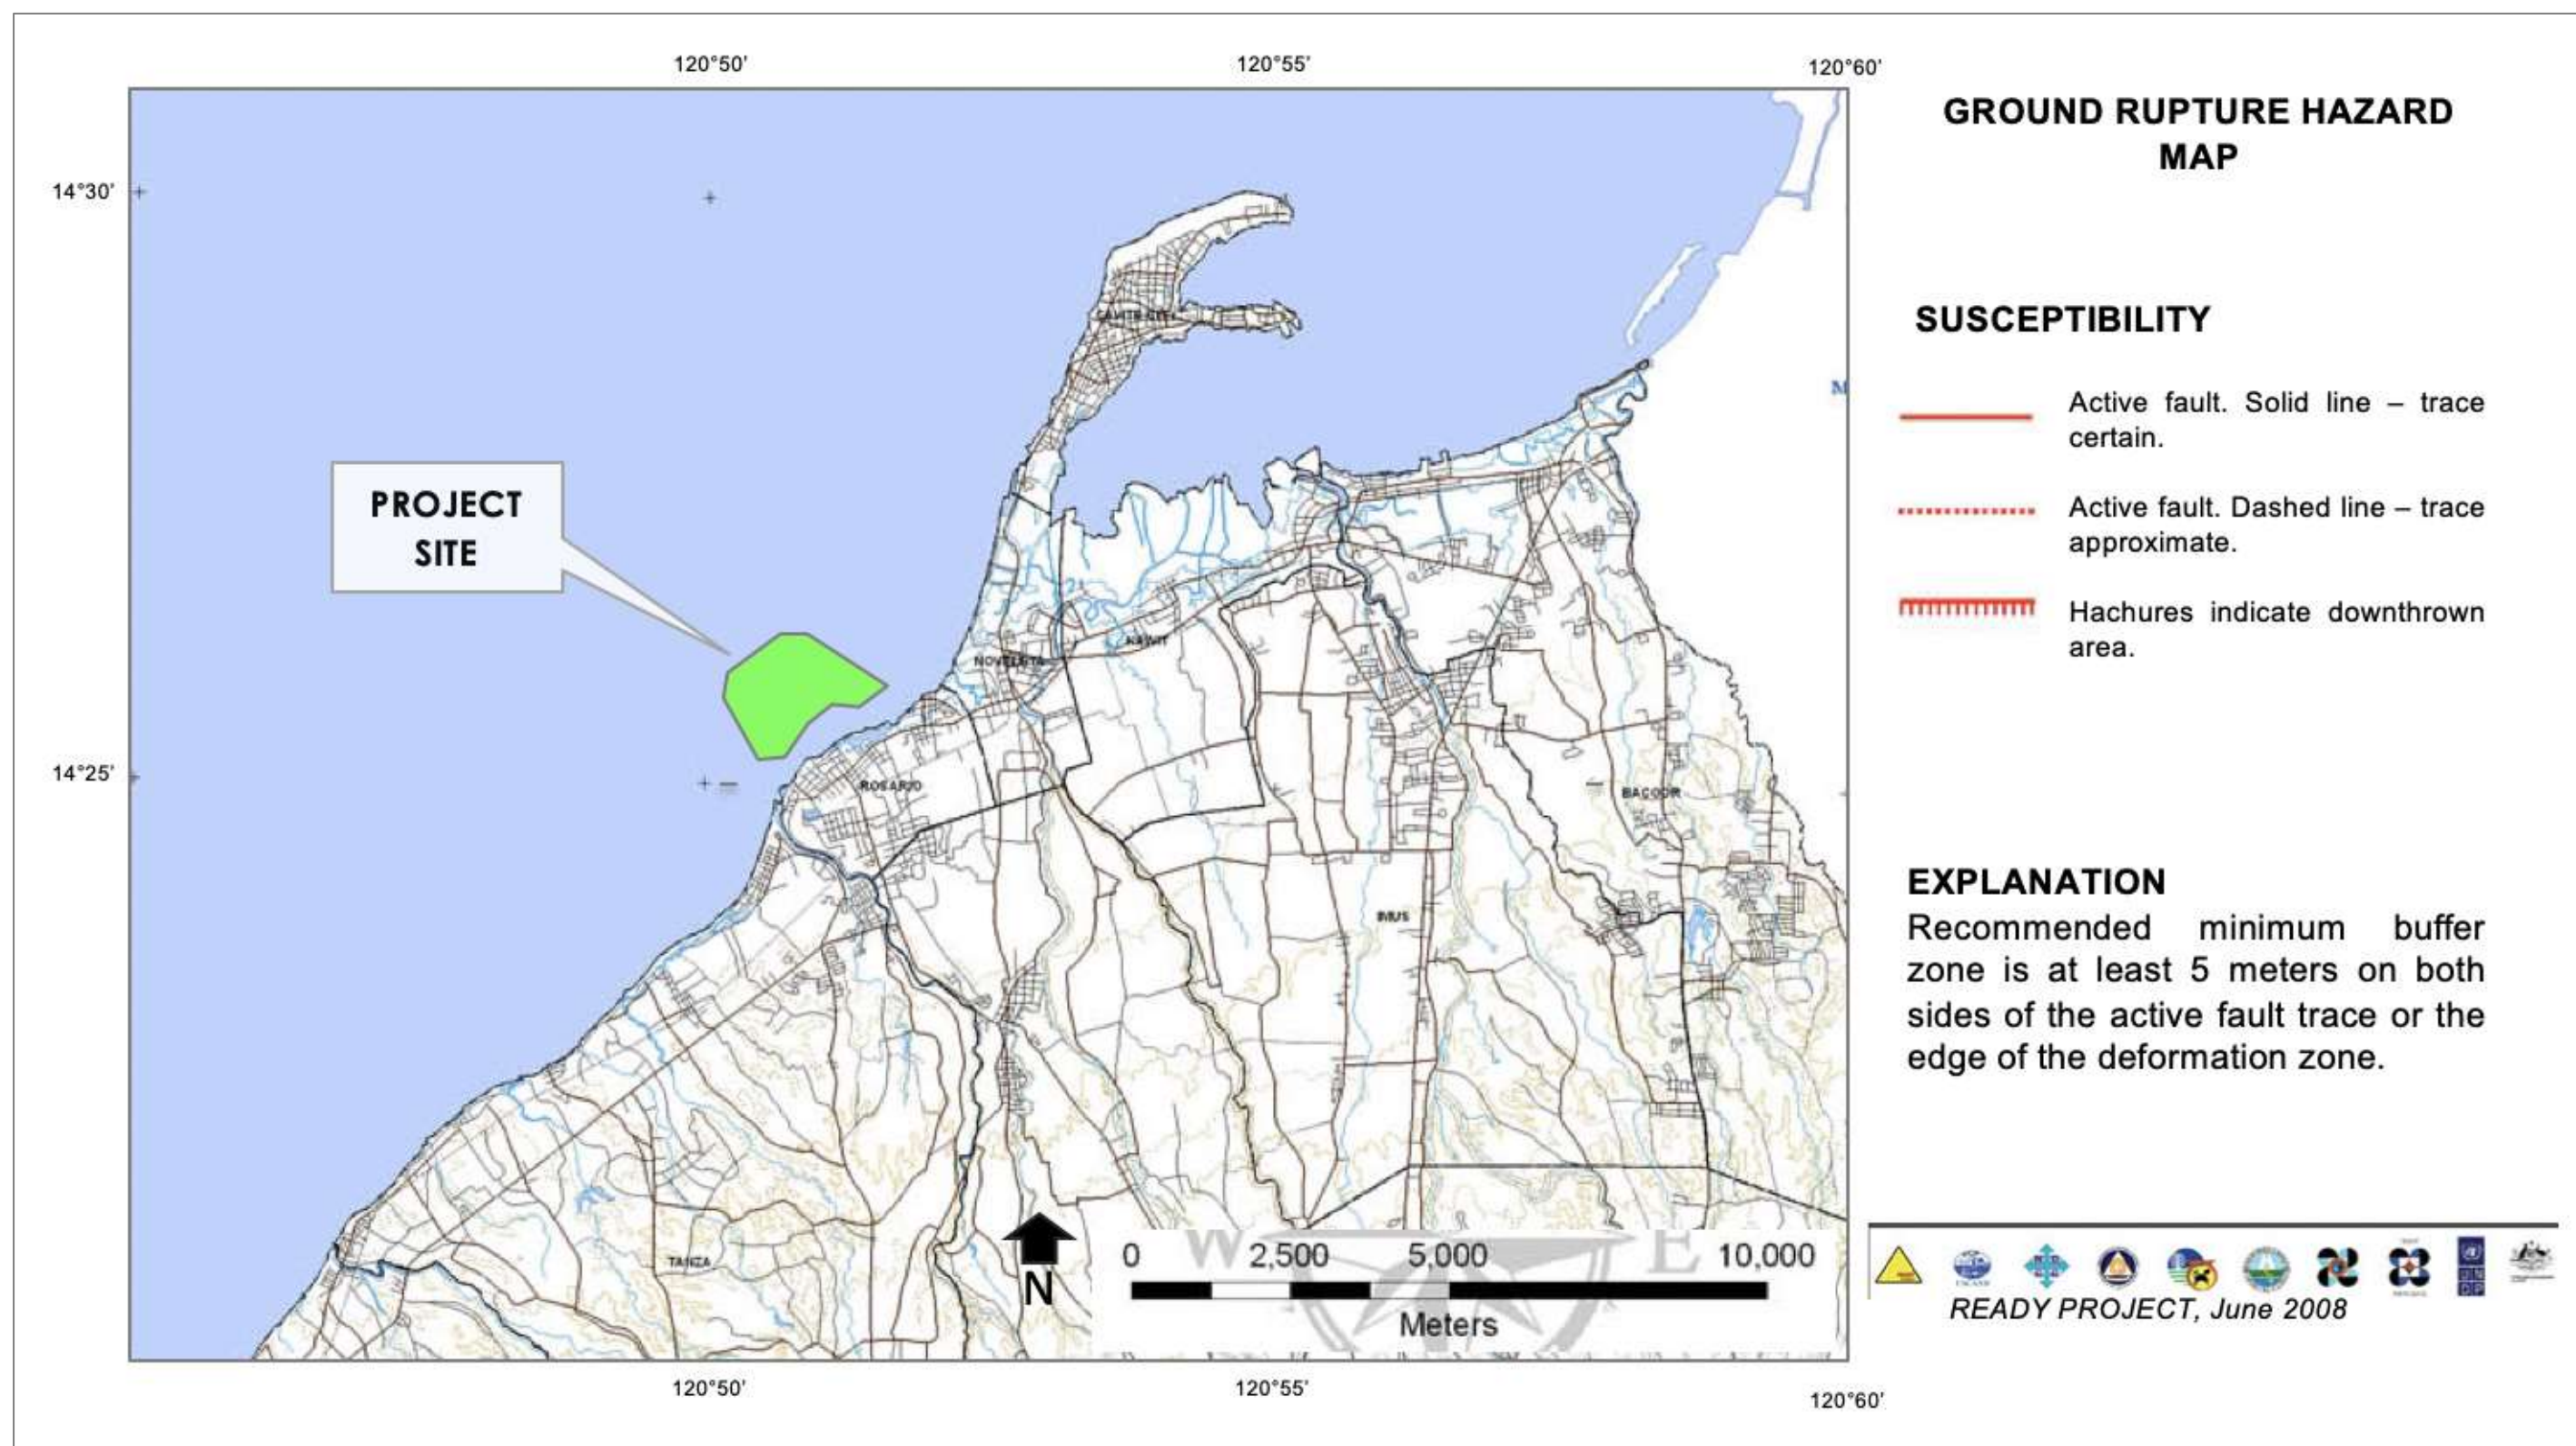 120°50'
120°55'
120°60'
GROUND RUPTURE HAZARD
MAP
14°30'
SUSCEPTIBILITY
CAVITE CITY
Active fault. Solid line – trace
certain.
PROJECT
SITE
Active fault. Dashed line – trace
approximate.
Hachures indicate downthrown
area.
KAWIT
NOVELETA
14°25'
ROSARIO
BACOOR
EXPLANATION
Recommended minimum buffer
zone is at least 5 meters on both
sides of the active fault trace or the
edge of the deformation zone.
IMUS
TANZA
N
W E
0 2,500 5,000 10,000
Meters
READY PROJECT, June 2008
120°50'
120°55'
120°60'